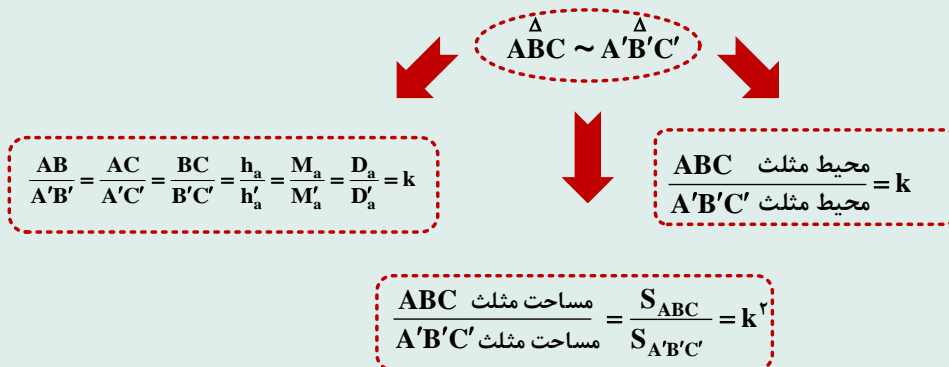 Δ Δ
ABC ~ A′B′C′
AB/A′B′ = AC/A′C′ = BC/B′C′ = hₐ/h′ₐ = Mₐ/M′ₐ = Dₐ/D′ₐ = k
محیط مثلث ABC
محیط مثلث A′B′C′
= k
مساحت مثلث ABC
مساحت مثلث A′B′C′
= S_ABC/S_A′B′C′ = k^۲